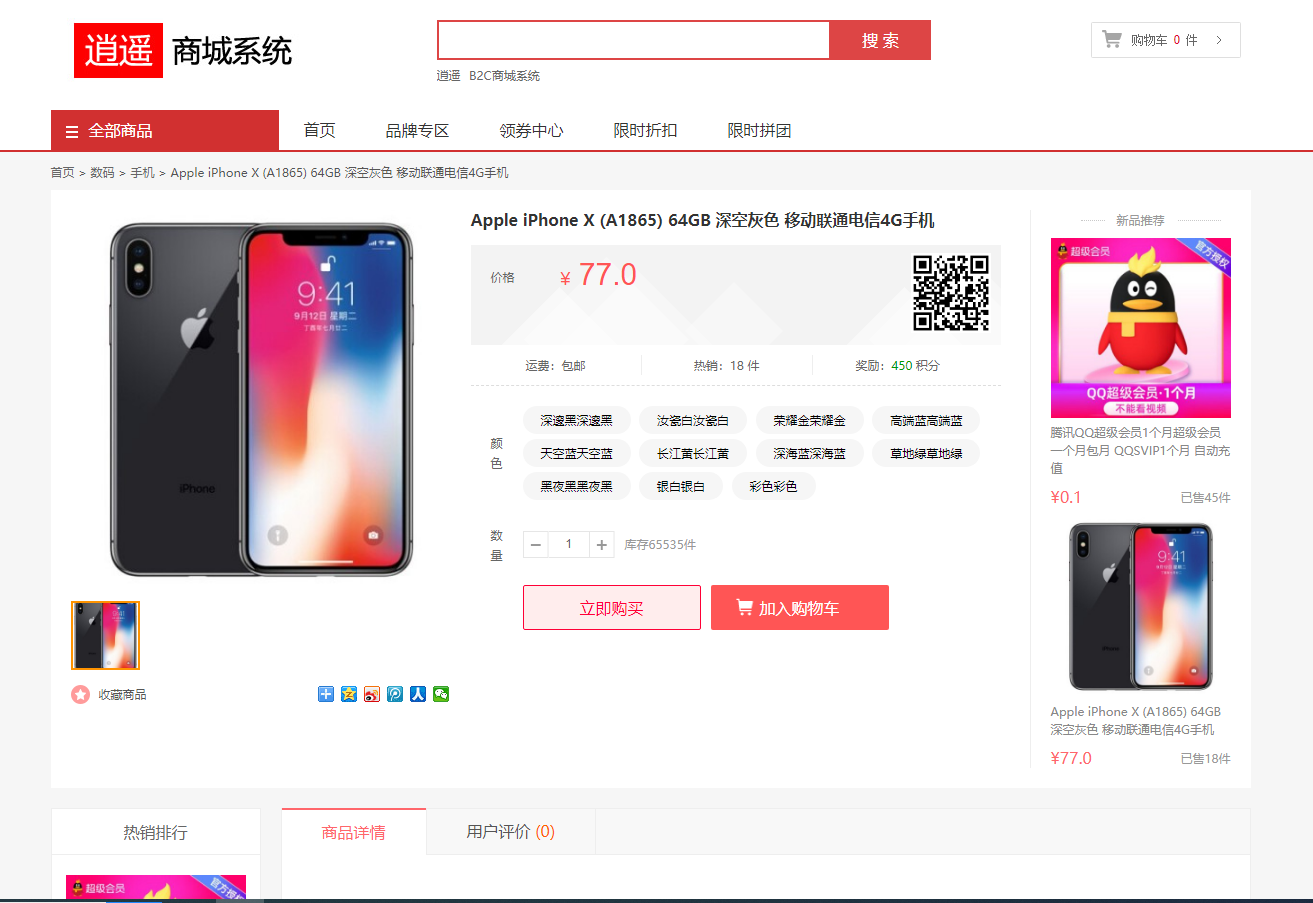 逍遥 商城系统
搜 索
购物车 0 件
逍遥 B2C商城系统
全部商品
首页 品牌专区 领券中心 限时折扣 限时拼团
首页 > 数码 > 手机 > Apple iPhone X (A1865) 64GB 深空灰色 移动联通电信4G手机
9:41
9月12日 星期二
丁酉年七月廿二
iPhone
收藏商品
Apple iPhone X (A1865) 64GB 深空灰色 移动联通电信4G手机
价格 ¥ 77.0
运费：包邮 热销：18 件 奖励：450 积分
颜色
深邃黑深邃黑 汝瓷白汝瓷白 荣耀金荣耀金 高端蓝高端蓝
天空蓝天空蓝 长江黄长江黄 深海蓝深海蓝 草地绿草地绿
黑夜黑黑夜黑 银白银白 彩色彩色
数量
1 库存65535件
立即购买 加入购物车
新品推荐
超级会员 官方授权
QQ超级会员·1个月
不能看视频
腾讯QQ超级会员1个月超级会员
一个月包月 QQSVIP1个月 自动充
值
¥0.1 已售45件
9:41
Apple iPhone X (A1865) 64GB
深空灰色 移动联通电信4G手机
¥77.0 已售18件
热销排行
商品详情 用户评价 (0)
超级会员 官方授权